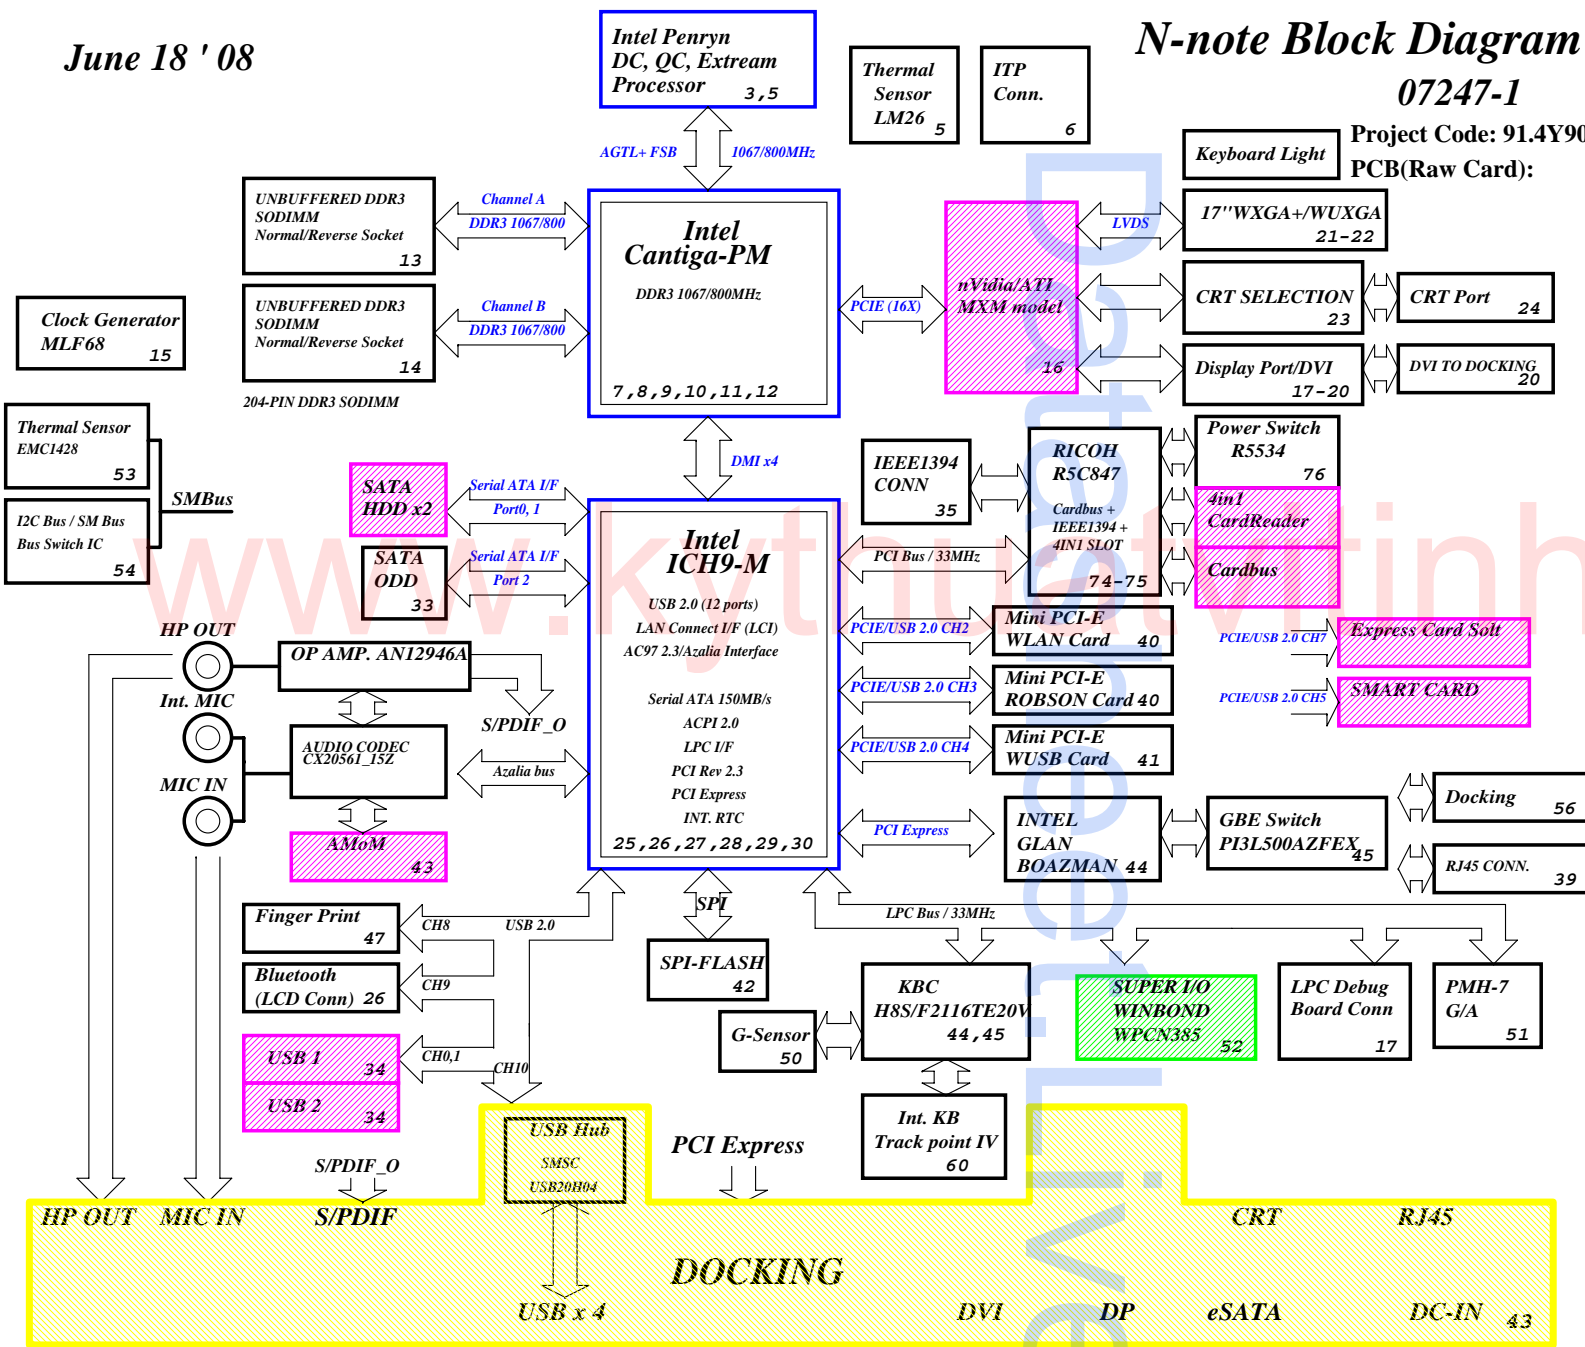 June 18 ' 08
N-note Block Diagram
07247-1
Project Code: 91.4Y90
PCB(Raw Card):
Intel Penryn
DC, QC, Extream
Processor
3,5
Thermal
Sensor
LM26
5
ITP
Conn.
6
Keyboard Light
AGTL+ FSB
1067/800MHz
UNBUFFERED DDR3
SODIMM
Normal/Reverse Socket
13
Channel A
DDR3 1067/800
UNBUFFERED DDR3
SODIMM
Normal/Reverse Socket
14
Channel B
DDR3 1067/800
204-PIN DDR3 SODIMM
Intel
Cantiga-PM
DDR3 1067/800MHz
7,8,9,10,11,12
PCIE (16X)
nVidia/ATI
MXM model
16
LVDS
17"WXGA+/WUXGA
21-22
CRT SELECTION
23
CRT Port
24
Display Port/DVI
17-20
DVI TO DOCKING
20
Clock Generator
MLF68
15
Thermal Sensor
EMC1428
53
I2C Bus / SM Bus
Bus Switch IC
54
SMBus
DMI x4
SATA
HDD x2
Serial ATA I/F
Port0, 1
SATA
ODD
33
Serial ATA I/F
Port 2
Intel
ICH9-M
USB 2.0 (12 ports)
LAN Connect I/F (LCI)
AC97 2.3/Azalia Interface
Serial ATA 150MB/s
ACPI 2.0
LPC I/F
PCI Rev 2.3
PCI Express
INT. RTC
25,26,27,28,29,30
IEEE1394
CONN
35
RICOH
R5C847
Cardbus +
IEEE1394 +
4IN1 SLOT
74-75
PCI Bus / 33MHz
Power Switch
R5534
76
4in1
CardReader
Cardbus
PCIE/USB 2.0 CH2
Mini PCI-E
WLAN Card
40
PCIE/USB 2.0 CH3
Mini PCI-E
ROBSON Card
40
PCIE/USB 2.0 CH4
Mini PCI-E
WUSB Card
41
PCIE/USB 2.0 CH7
Express Card Solt
PCIE/USB 2.0 CH5
SMART CARD
HP OUT
OP AMP. AN12946A
Int. MIC
S/PDIF_O
AUDIO CODEC
CX20561_15Z
Azalia bus
MIC IN
AMoM
43
PCI Express
INTEL
GLAN
BOAZMAN
44
GBE Switch
PI3L500AZFEX
45
Docking
56
RJ45 CONN.
39
Finger Print
47
CH8
USB 2.0
Bluetooth
(LCD Conn)
26
CH9
USB 1
34
CH0,1
USB 2
34
CH10
SPI
SPI-FLASH
42
LPC Bus / 33MHz
KBC
H8S/F2116TE20V
44,45
G-Sensor
50
SUPER I/O
WINBOND
WPCN385
52
LPC Debug
Board Conn
17
PMH-7
G/A
51
Int. KB
Track point IV
60
USB Hub
SMSC
USB20H04
PCI Express
S/PDIF_O
HP OUT
MIC IN
S/PDIF
CRT
RJ45
DOCKING
USB x 4
DVI
DP
eSATA
DC-IN
43
www.kythuatvitinh
Datasheet.Live